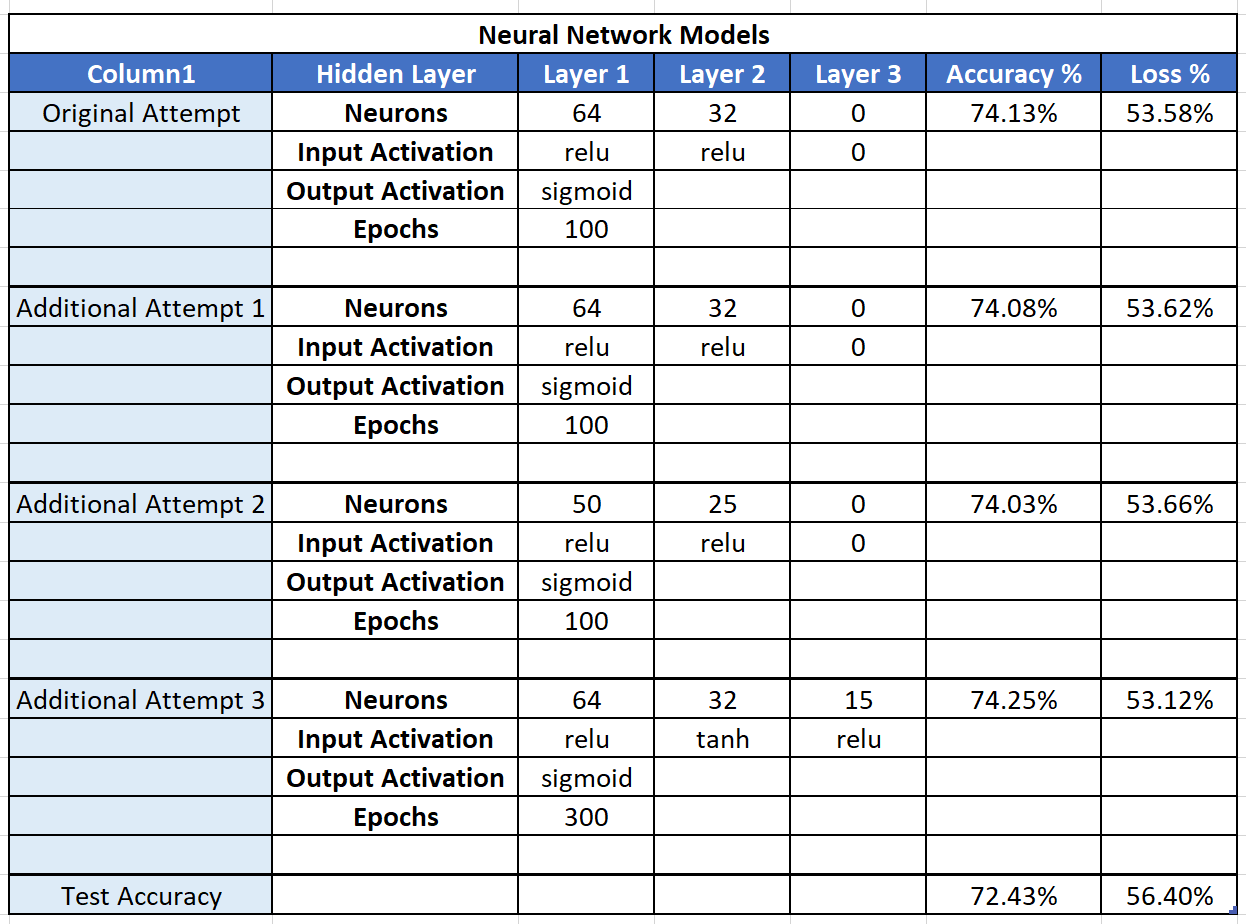 Neural Network Models
Column1 Hidden Layer Layer 1 Layer 2 Layer 3 Accuracy % Loss %
Original Attempt Neurons 64 32 0 74.13% 53.58%
Input Activation relu relu 0
Output Activation sigmoid
Epochs 100
Additional Attempt 1 Neurons 64 32 0 74.08% 53.62%
Input Activation relu relu 0
Output Activation sigmoid
Epochs 100
Additional Attempt 2 Neurons 50 25 0 74.03% 53.66%
Input Activation relu relu 0
Output Activation sigmoid
Epochs 100
Additional Attempt 3 Neurons 64 32 15 74.25% 53.12%
Input Activation relu tanh relu
Output Activation sigmoid
Epochs 300
Test Accuracy 72.43% 56.40%